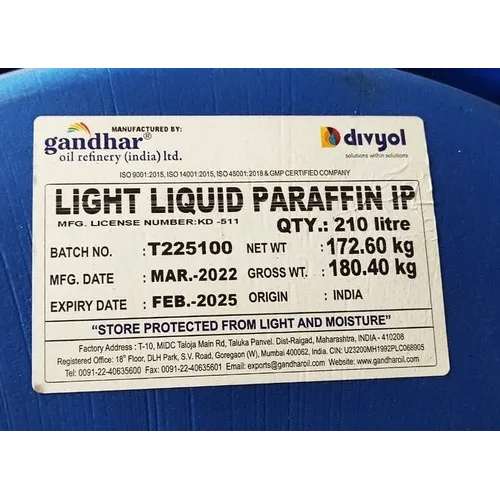 MANUFACTURED BY:
gandhar®
oil refinery (india) ltd.
divyol
solutions within solutions
ISO 9001:2015, ISO 14001:2015, ISO 45001:2018 & GMP CERTIFIED COMPANY
LIGHT LIQUID PARAFFIN IP
MFG. LICENSE NUMBER:KD -511
QTY.: 210 litre
BATCH NO. : T225100 NET WT : 172.60 kg
MFG. DATE : MAR.-2022 GROSS WT. : 180.40 kg
EXPIRY DATE : FEB.-2025 ORIGIN : INDIA
“STORE PROTECTED FROM LIGHT AND MOISTURE”
Factory Address : T-10, MIDC Taloja Main Rd, Taluka Panvel. Dist-Raigad, Maharashtra, INDIA - 410208
Registered Office: 18th Floor, DLH Park, S.V. Road, Goregaon (W), Mumbai 400062, india. CIN: U23200MH1992PLC068905
Tel: 0091-22-40635600 Fax: 0091-22-40635601 Email: exports@gandharoil.com www.gandharoil.com